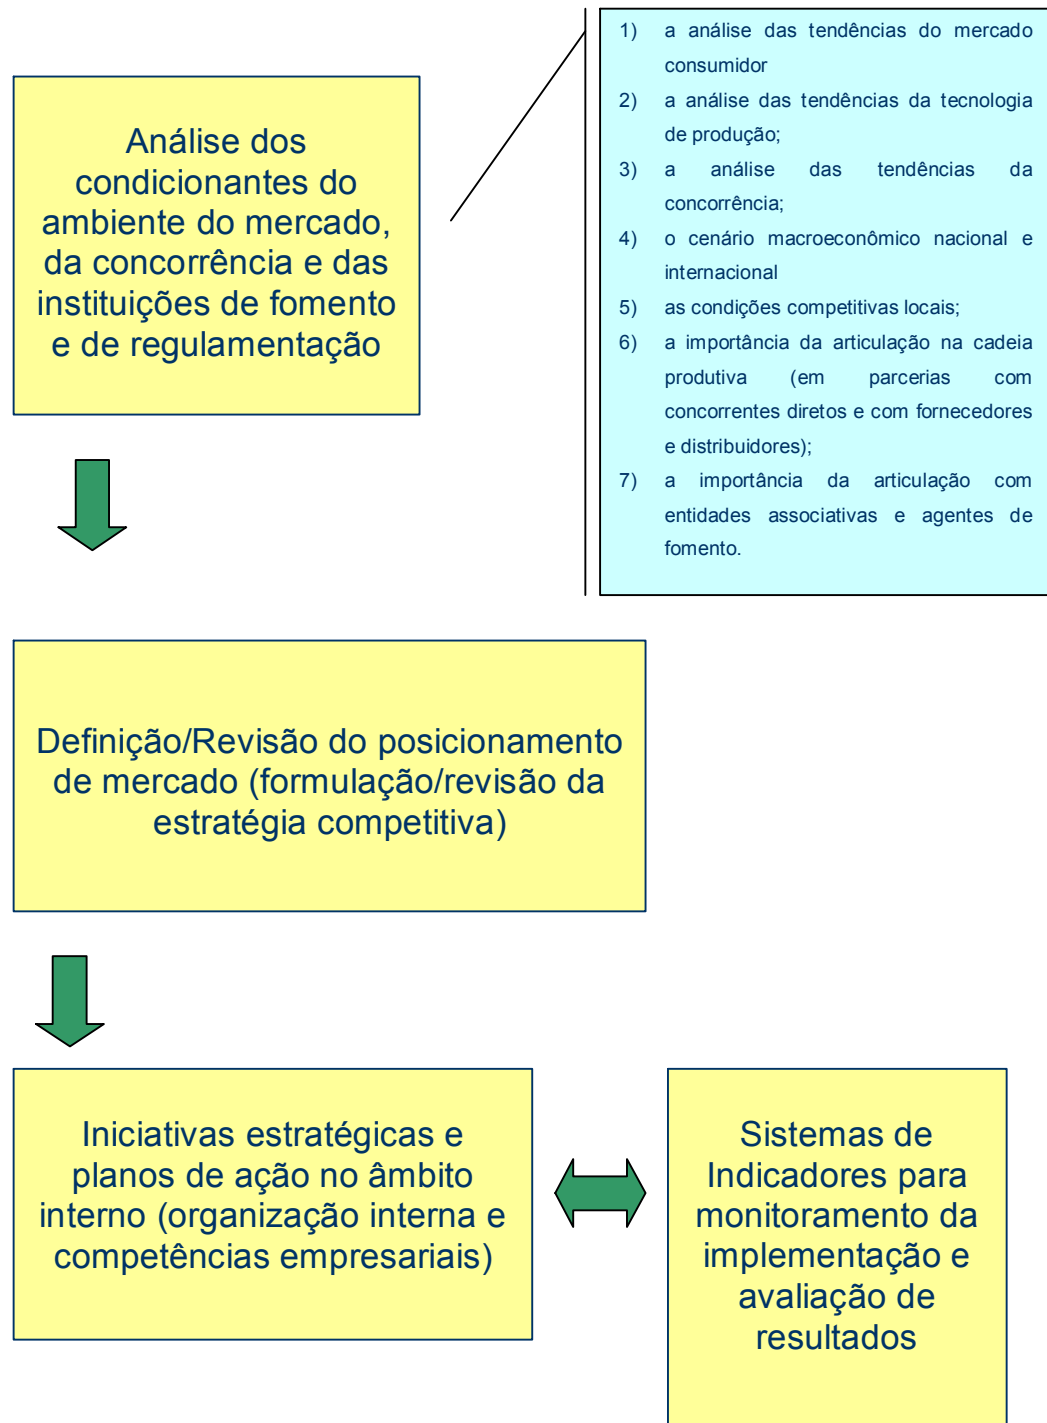 Análise dos
condicionantes do
ambiente do mercado,
da concorrência e das
instituições de fomento
e de regulamentação
1) a análise das tendências do mercado
consumidor
2) a análise das tendências da tecnologia
de produção;
3) a análise das tendências da
concorrência;
4) o cenário macroeconômico nacional e
internacional
5) as condições competitivas locais;
6) a importância da articulação na cadeia
produtiva (em parcerias com
concorrentes diretos e com fornecedores
e distribuidores);
7) a importância da articulação com
entidades associativas e agentes de
fomento.
Definição/Revisão do posicionamento
de mercado (formulação/revisão da
estratégia competitiva)
Iniciativas estratégicas e
planos de ação no âmbito
interno (organização interna e
competências empresariais)
Sistemas de
Indicadores para
monitoramento da
implementação e
avaliação de
resultados